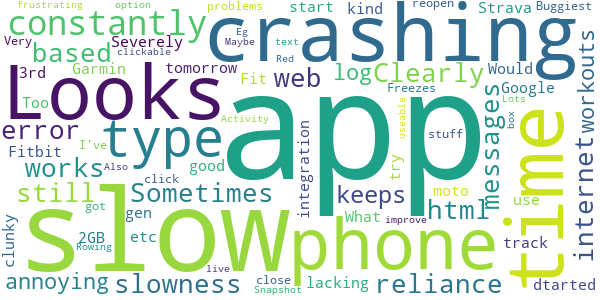 frustrating option problems start kind Strava reopen Buggiest
constantly crashing
Very Eg Maybe text Red
based Severely clickable
Looks app
3rd Garmin tomorrow web log Clearly Would Google
Too Fit Freezes Lots
error type messages time workouts
Fitbit I've Activity try box stuff useable
works good integration internet
still Sometimes keeps What moto html use
slow phone
clunky 2GB gen etc click got Also improve track
Rowing live close lacking
annoying slowness Snapshot reliance dtarted